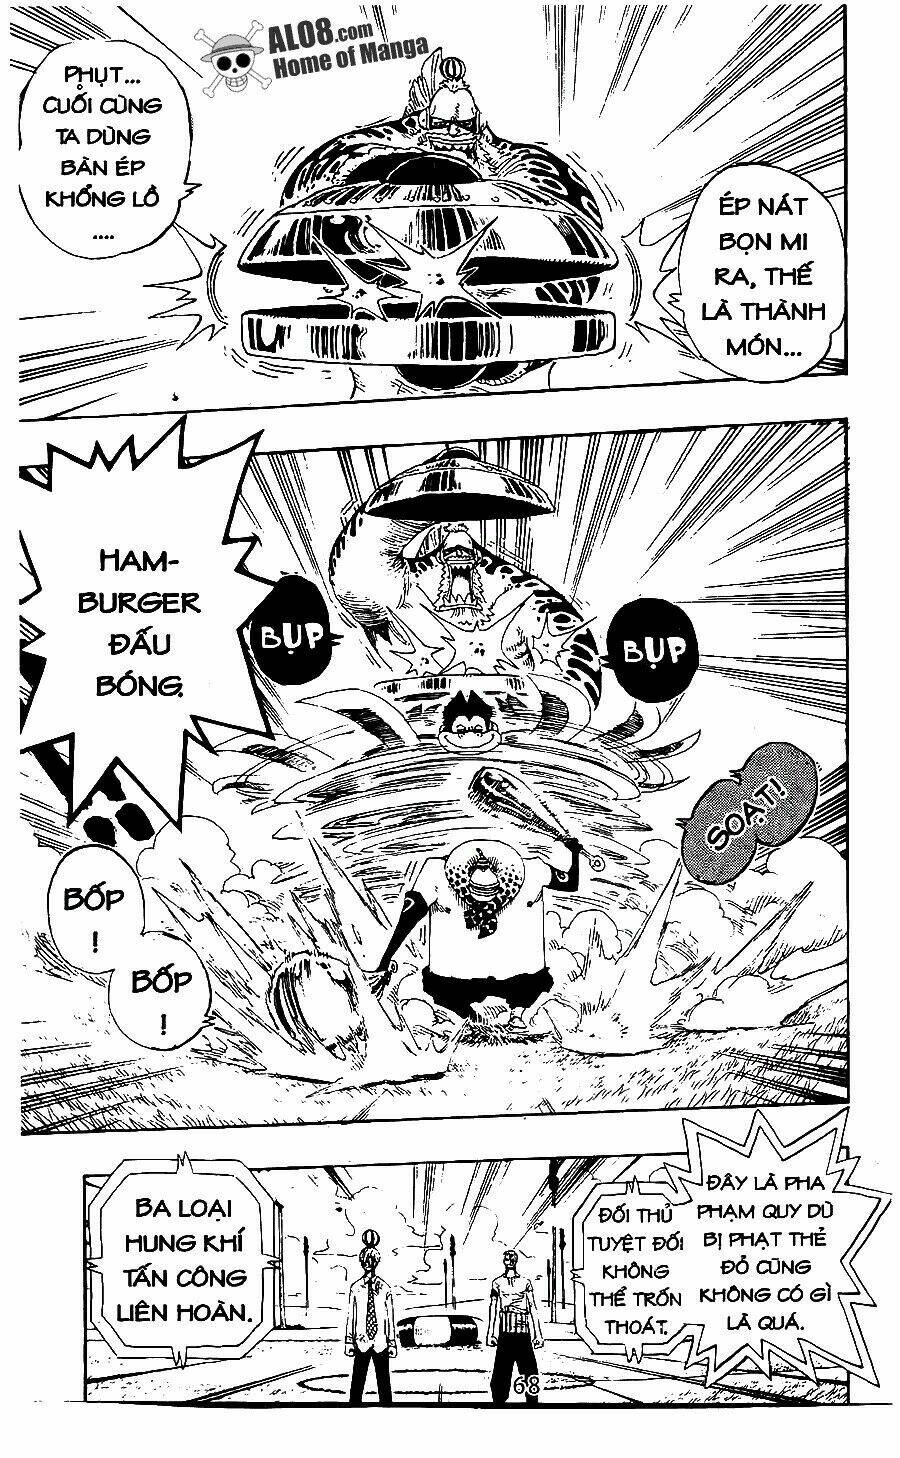 AL08.com
Home of Manga
PHỤT...
CUỐI CÙNG
TA DÙNG
BÀN ÉP
KHỔNG LỒ
....
ÉP NÁT
BỌN MI
RA, THẾ
LÀ THÀNH
MÓN...
HAM-
BURGER
ĐẤU
BÓNG.
BỤP
BỤP
SOẠT!
BỐP
!
BỐP
!
BA LOẠI
HUNG KHÍ
TẤN CÔNG
LIÊN HOÀN.
ĐỐI THỦ
TUYỆT ĐỐI
KHÔNG
THỂ TRỐN
THOÁT.
ĐÂY LÀ PHA
PHẠM QUY DÙ
BỊ PHẠT THẺ
ĐỎ CŨNG
KHÔNG CÓ GÌ
LÀ QUÁ.
68